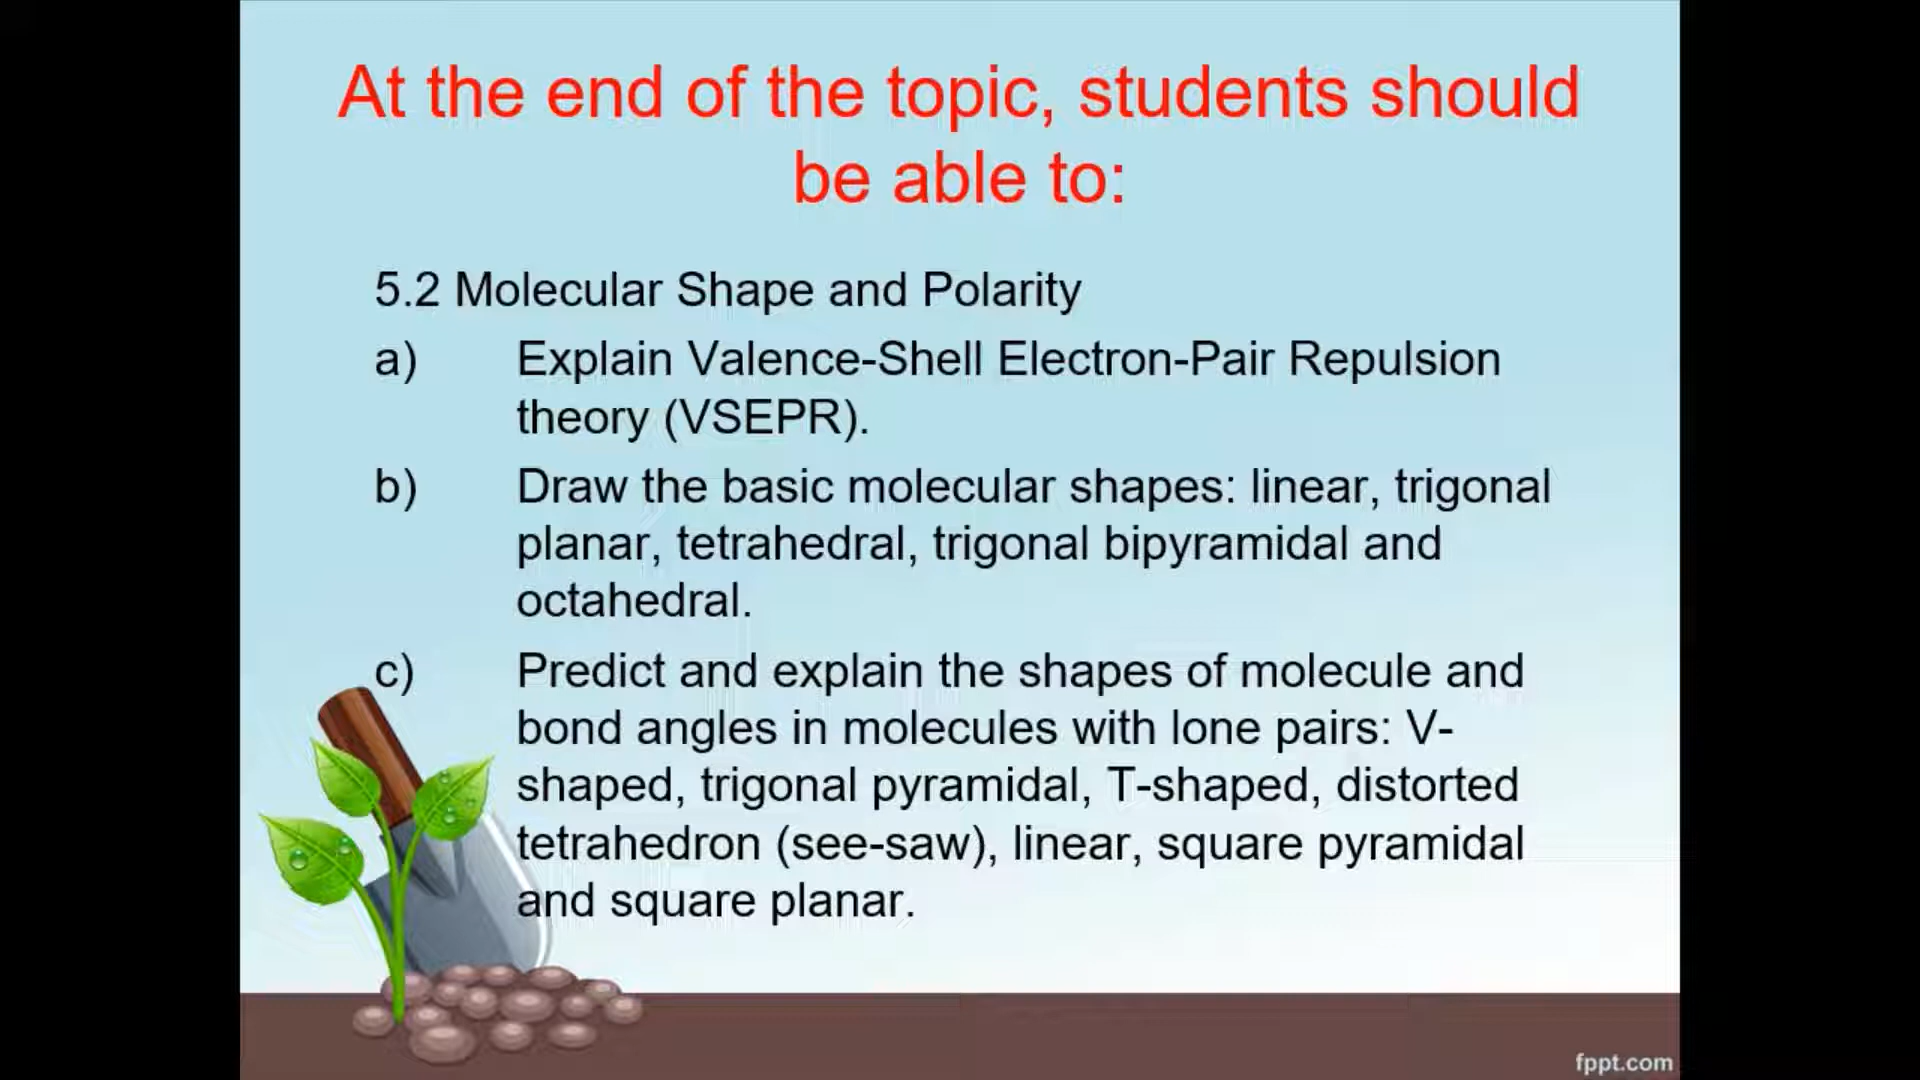 At the end of the topic, students should
be able to:
5.2 Molecular Shape and Polarity
a) Explain Valence-Shell Electron-Pair Repulsion
theory (VSEPR).
b) Draw the basic molecular shapes: linear, trigonal
planar, tetrahedral, trigonal bipyramidal and
octahedral.
c) Predict and explain the shapes of molecule and
bond angles in molecules with lone pairs: V-
shaped, trigonal pyramidal, T-shaped, distorted
tetrahedron (see-saw), linear, square pyramidal
and square planar.
fppt.com